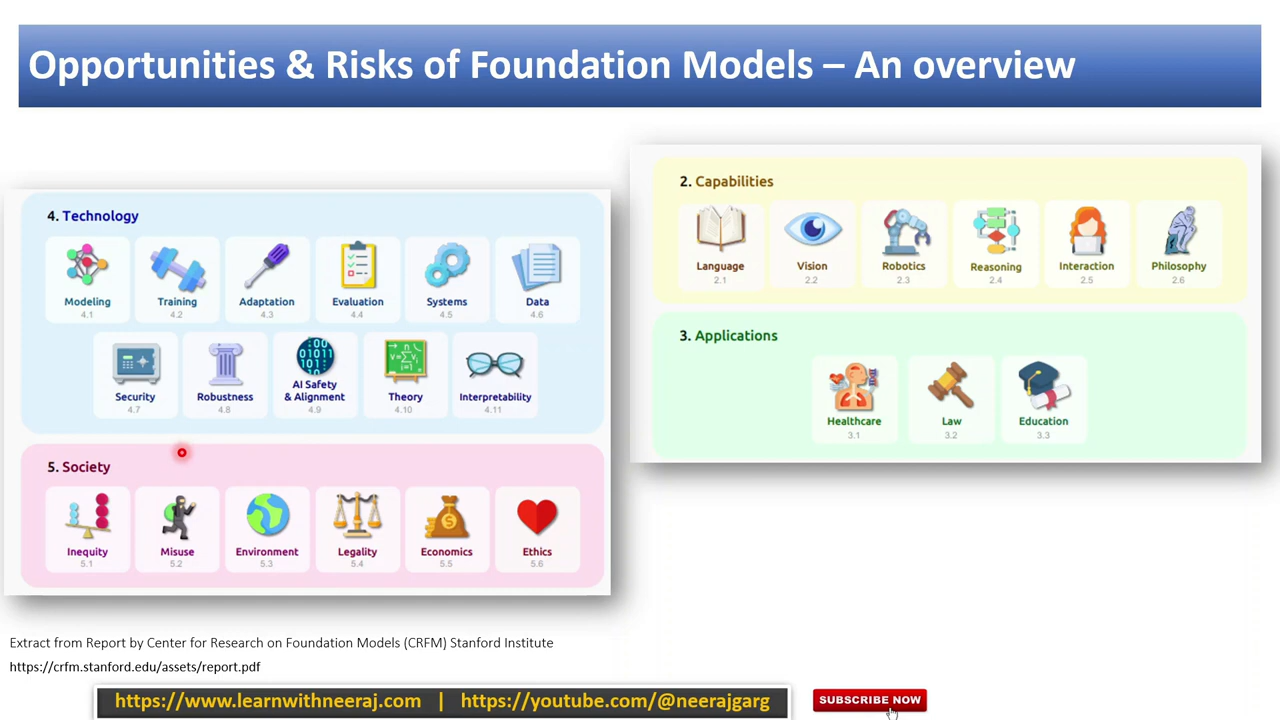 Opportunities & Risks of Foundation Models – An overview
4. Technology
Modeling
4.1
Training
4.2
Adaptation
4.3
Evaluation
4.4
Systems
4.5
Data
4.6
Security
4.7
Robustness
4.8
AI Safety
& Alignment
4.9
Theory
4.10
Interpretability
4.11
5. Society
Inequity
5.1
Misuse
5.2
Environment
5.3
Legality
5.4
Economics
5.5
Ethics
5.6
2. Capabilities
Language
2.1
Vision
2.2
Robotics
2.3
Reasoning
2.4
Interaction
2.5
Philosophy
2.6
3. Applications
Healthcare
3.1
Law
3.2
Education
3.3
Extract from Report by Center for Research on Foundation Models (CRFM) Stanford Institute
https://crfm.stanford.edu/assets/report.pdf
https://www.learnwithneeraj.com | https://youtube.com/@neerajgarg
SUBSCRIBE NOW